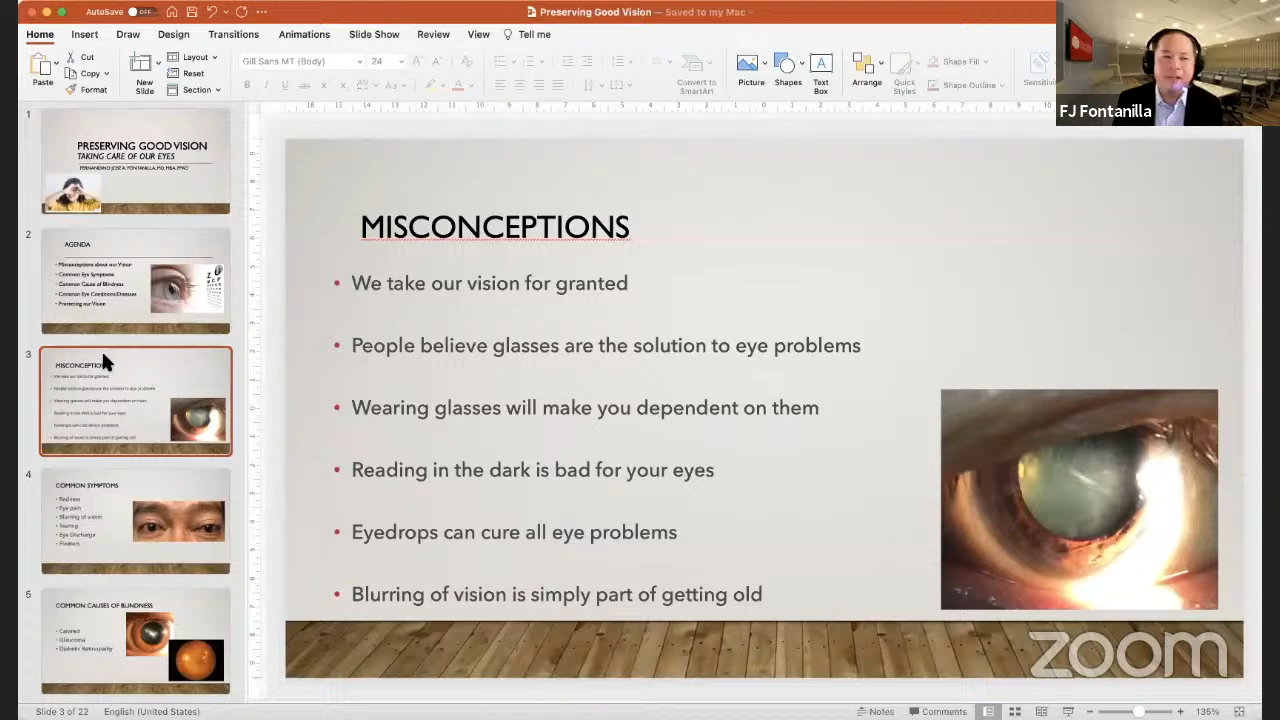 AutoSave OFF
Preserving Good Vision — Saved to my Mac
Home Insert Draw Design Transitions Animations Slide Show Review View Tell me
Paste
Cut
Copy
Format
New Slide
Layout
Reset
Section
Gill Sans MT (Body) 24
Convert to SmartArt
Picture
Shapes
Text Box
Arrange
Quick Styles
Shape Fill
Shape Outline
FJ Fontanilla
1
PRESERVING GOOD VISION
TAKING CARE OF OUR EYES
2
AGENDA
• Misconceptions about our Vision
• Common Eye Symptoms
• Common Cause of Blindness
• Common Eye Conditions/Diseases
• Protecting our Vision
3
4
COMMON SYMPTOMS
• Redness
• Eye pain
• Blurring of vision
• Tearing
• Eye Discharge
• Floaters
5
COMMON CAUSES OF BLINDNESS
• Cataract
• Glaucoma
• Diabetic Retinopathy
MISCONCEPTIONS
• We take our vision for granted
• People believe glasses are the solution to eye problems
• Wearing glasses will make you dependent on them
• Reading in the dark is bad for your eyes
• Eyedrops can cure all eye problems
• Blurring of vision is simply part of getting old
zoom
Slide 3 of 22 English (United States) Notes Comments 135%